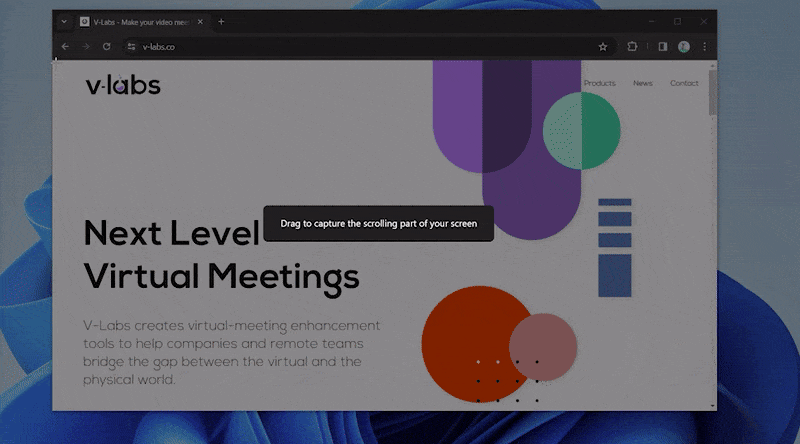 V-Labs - Make your video mee
v-labs.co
v-labs
Products News Contact
Drag to capture the scrolling part of your screen
Next Level
Virtual Meetings
V-Labs creates virtual-meeting enhancement
tools to help companies and remote teams
bridge the gap between the virtual and the
physical world.